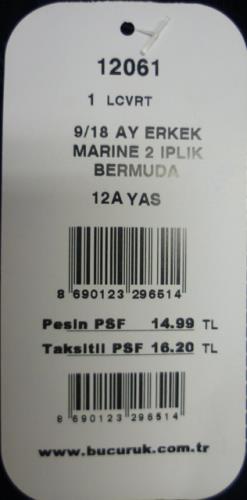 12061
1 LCVRT
9/18 AY ERKEK
MARINE 2 IPLIK
BERMUDA
12A YAS
8 690123 296514
Pesin PSF 14.99 TL
Taksitli PSF 16.20 TL
8 690123 296514
www.bucuruk.com.tr